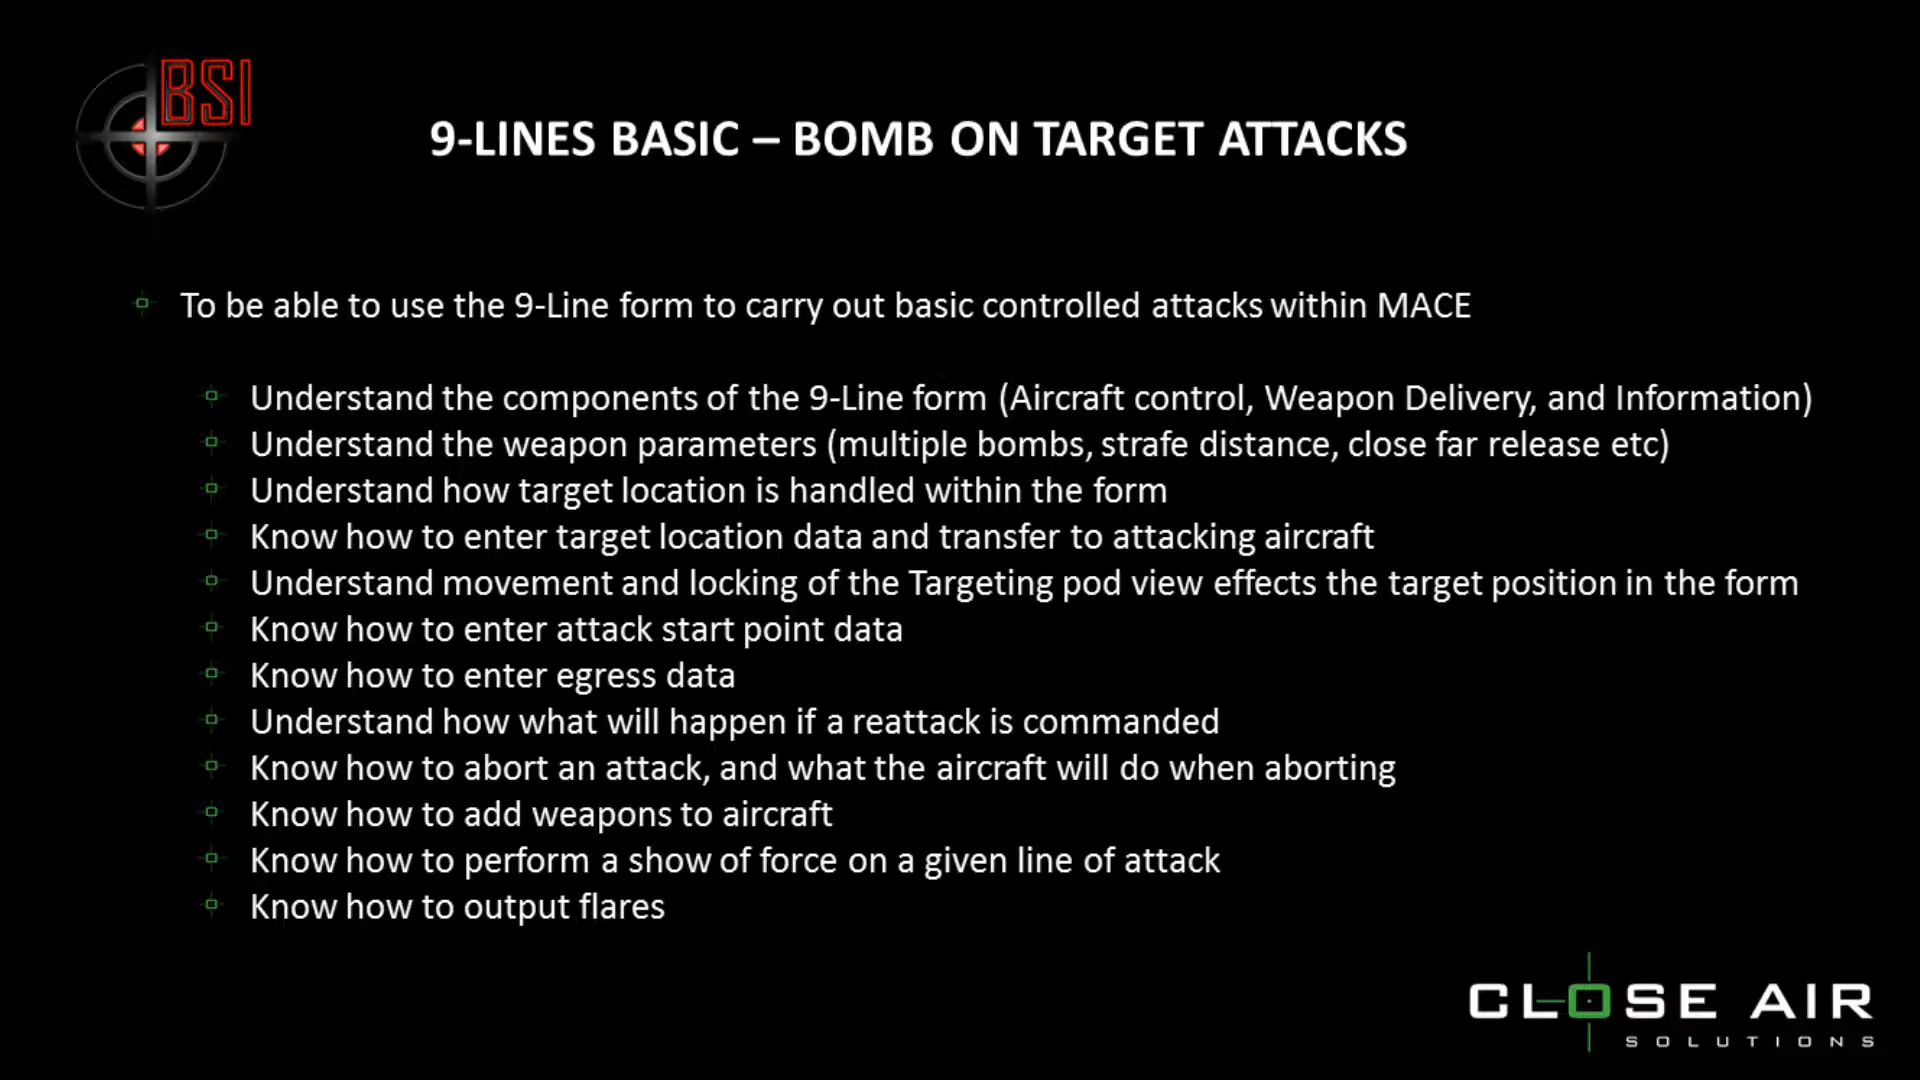 BSI
9-LINES BASIC – BOMB ON TARGET ATTACKS
To be able to use the 9-Line form to carry out basic controlled attacks within MACE
Understand the components of the 9-Line form (Aircraft control, Weapon Delivery, and Information)
Understand the weapon parameters (multiple bombs, strafe distance, close far release etc)
Understand how target location is handled within the form
Know how to enter target location data and transfer to attacking aircraft
Understand movement and locking of the Targeting pod view effects the target position in the form
Know how to enter attack start point data
Know how to enter egress data
Understand how what will happen if a reattack is commanded
Know how to abort an attack, and what the aircraft will do when aborting
Know how to add weapons to aircraft
Know how to perform a show of force on a given line of attack
Know how to output flares
CLOSE AIR
SOLUTIONS